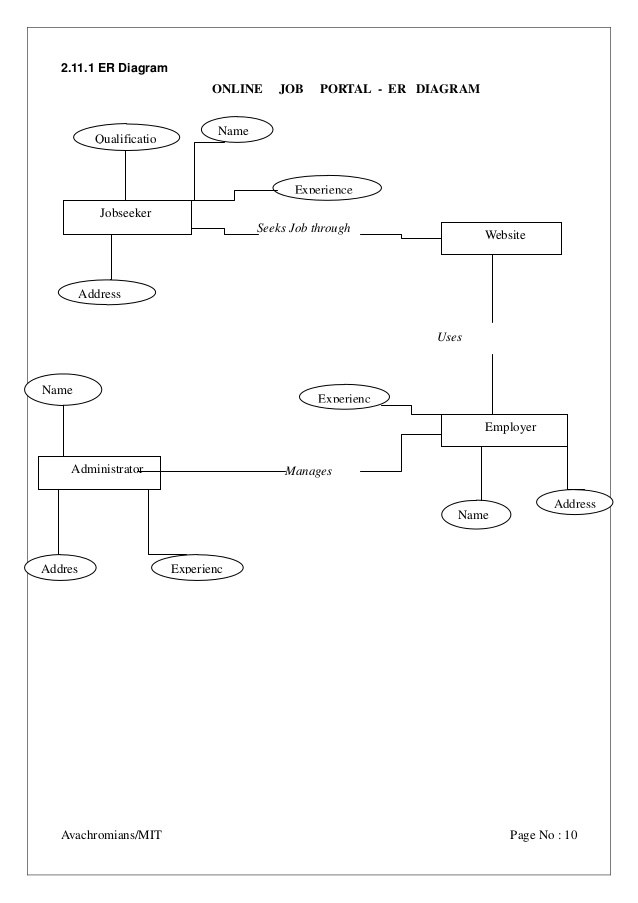 2.11.1 ER Diagram
ONLINE JOB PORTAL - ER DIAGRAM
Qualificatio
Name
Experience
Jobseeker
Seeks Job through
Website
Address
Uses
Name
Experienc
Employer
Administrator
Manages
Name
Address
Addres
Experienc
Avachromians/MIT
Page No : 10